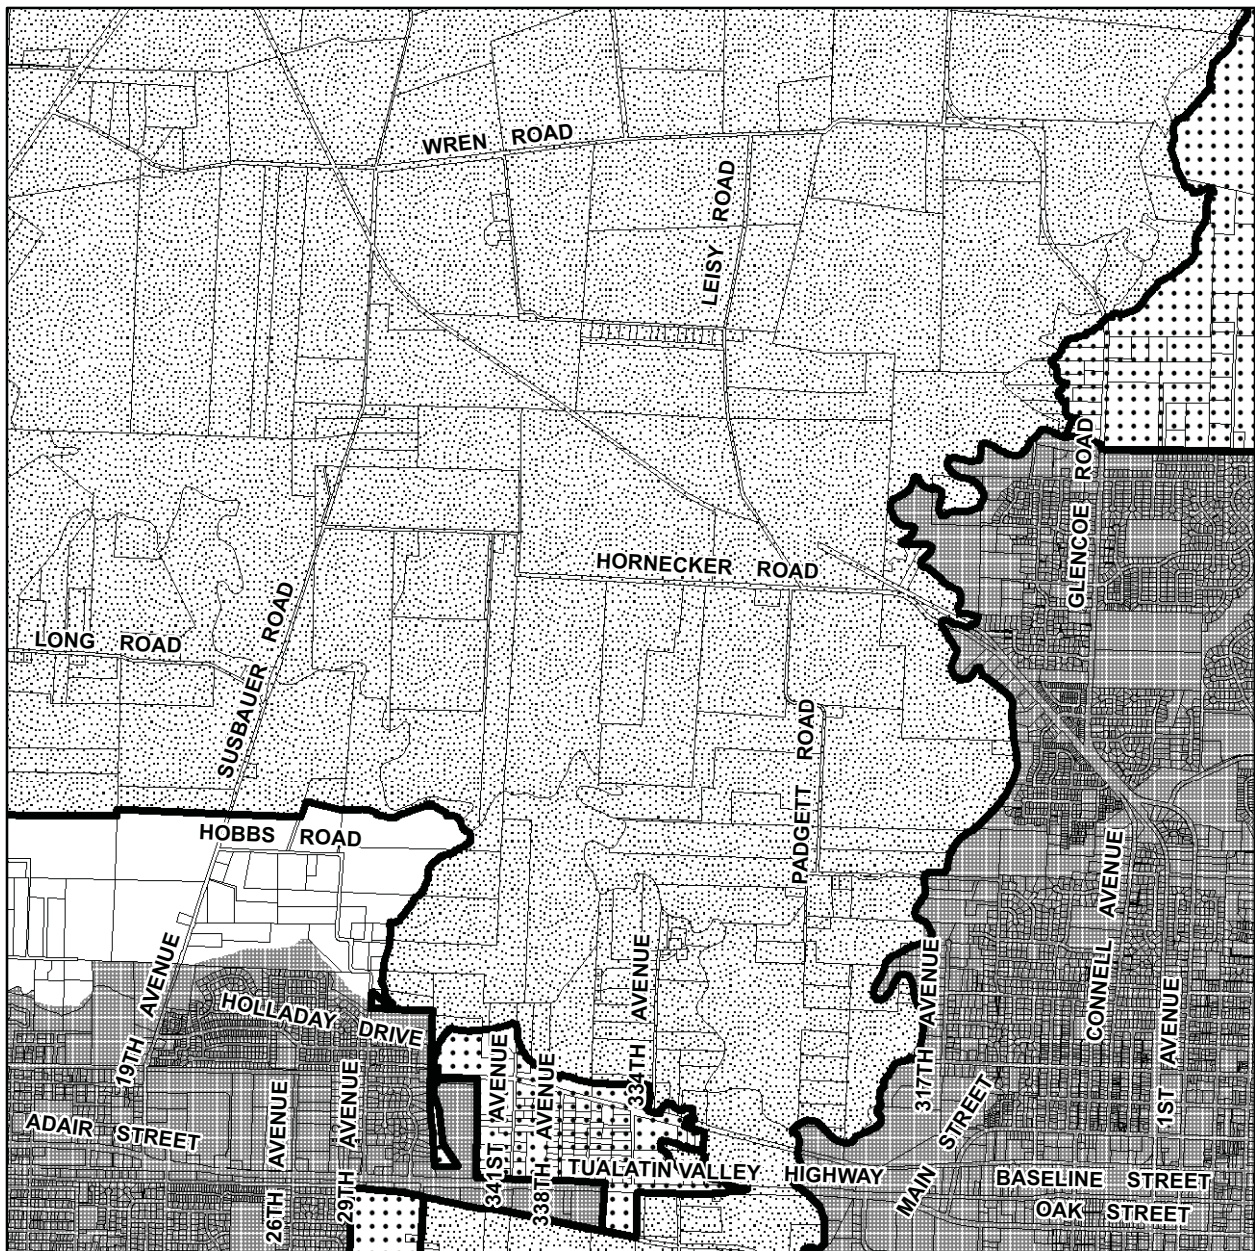 WREN ROAD
LEISY ROAD
GLENCOE ROAD
HORNECKER ROAD
LONG ROAD
SUSBAUER ROAD
PADGETT ROAD
HOBBS ROAD
CONNELL AVENUE
19TH AVENUE
334TH AVENUE
317TH AVENUE
1ST AVENUE
HOLLADAY DRIVE
341ST AVENUE
338TH AVENUE
26TH AVENUE
29TH AVENUE
ADAIR STREET
MAIN STREET
TUALATIN VALLEY HIGHWAY
BASELINE STREET
OAK STREET